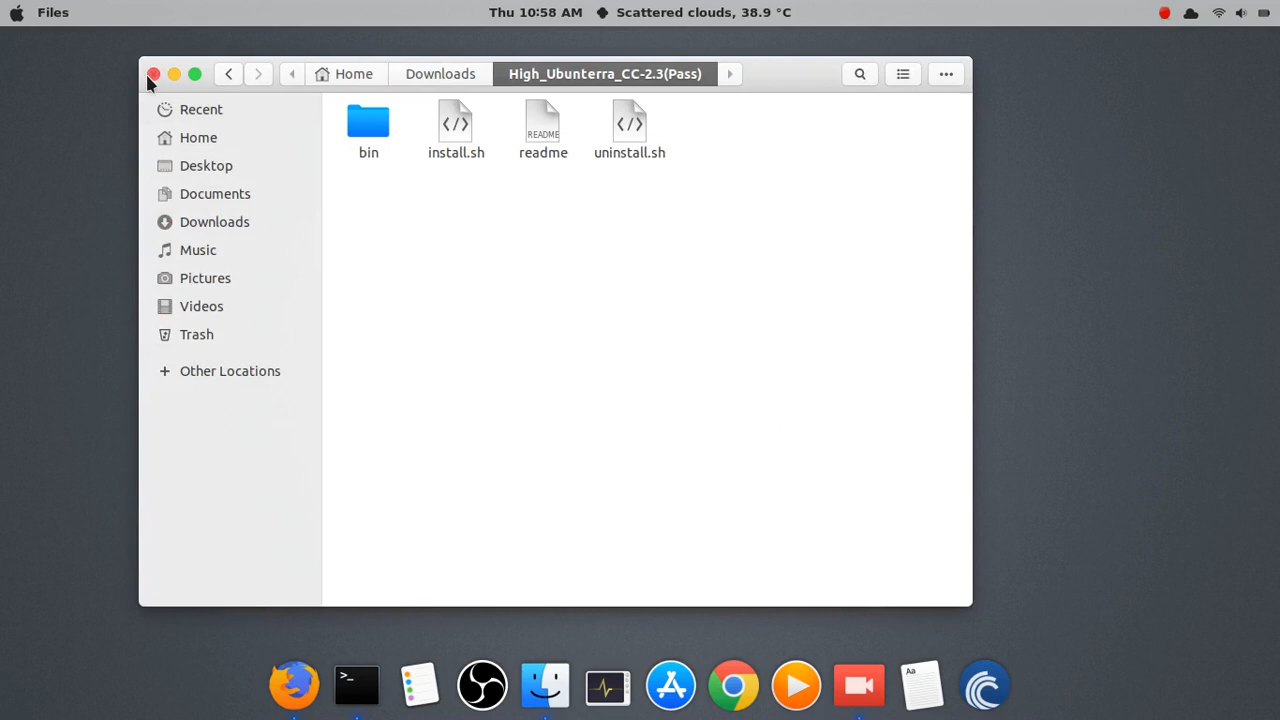 Files
Thu 10:58 AM
Scattered clouds, 38.9 °C
Home
Downloads
High_Ubunterra_CC-2.3(Pass)
Recent
Home
Desktop
Documents
Downloads
Music
Pictures
Videos
Trash
+ Other Locations
README
bin
install.sh
readme
uninstall.sh
>_
Aa